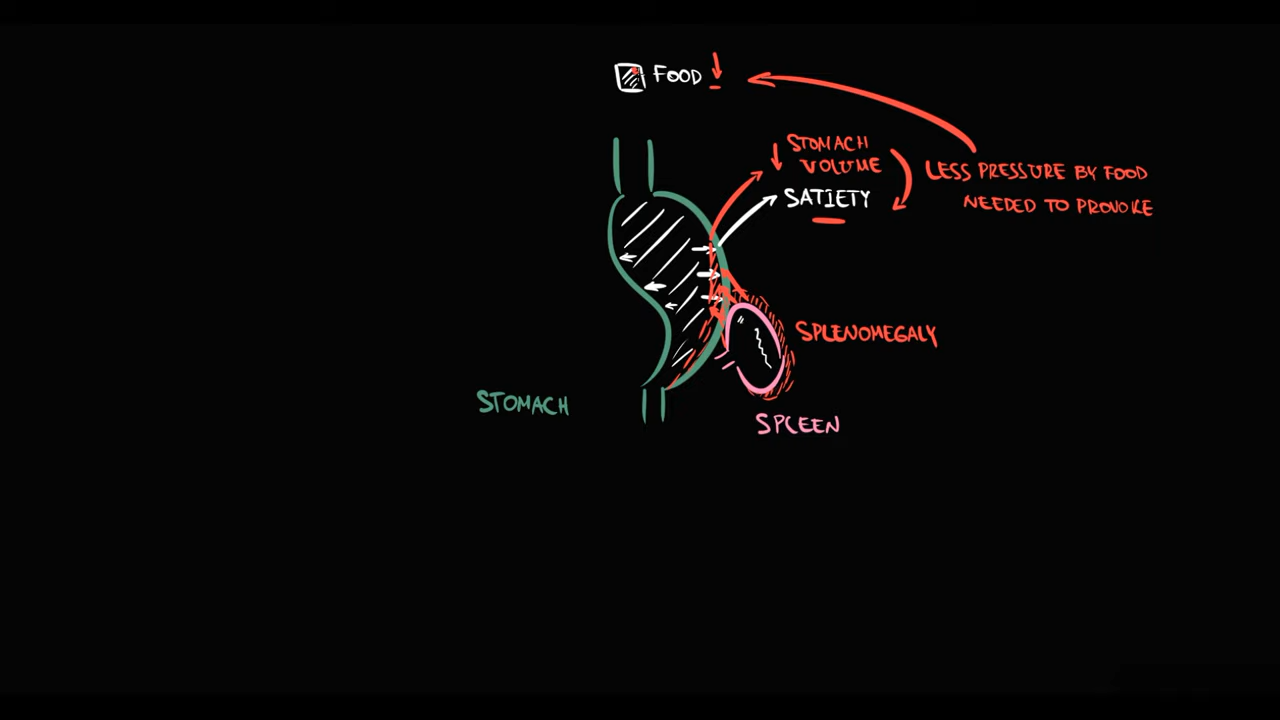 FOOD
STOMACH
VOLUME
SATIETY
LESS PRESSURE BY FOOD
NEEDED TO PROVOKE
SPLENOMEGALY
STOMACH
SPLEEN